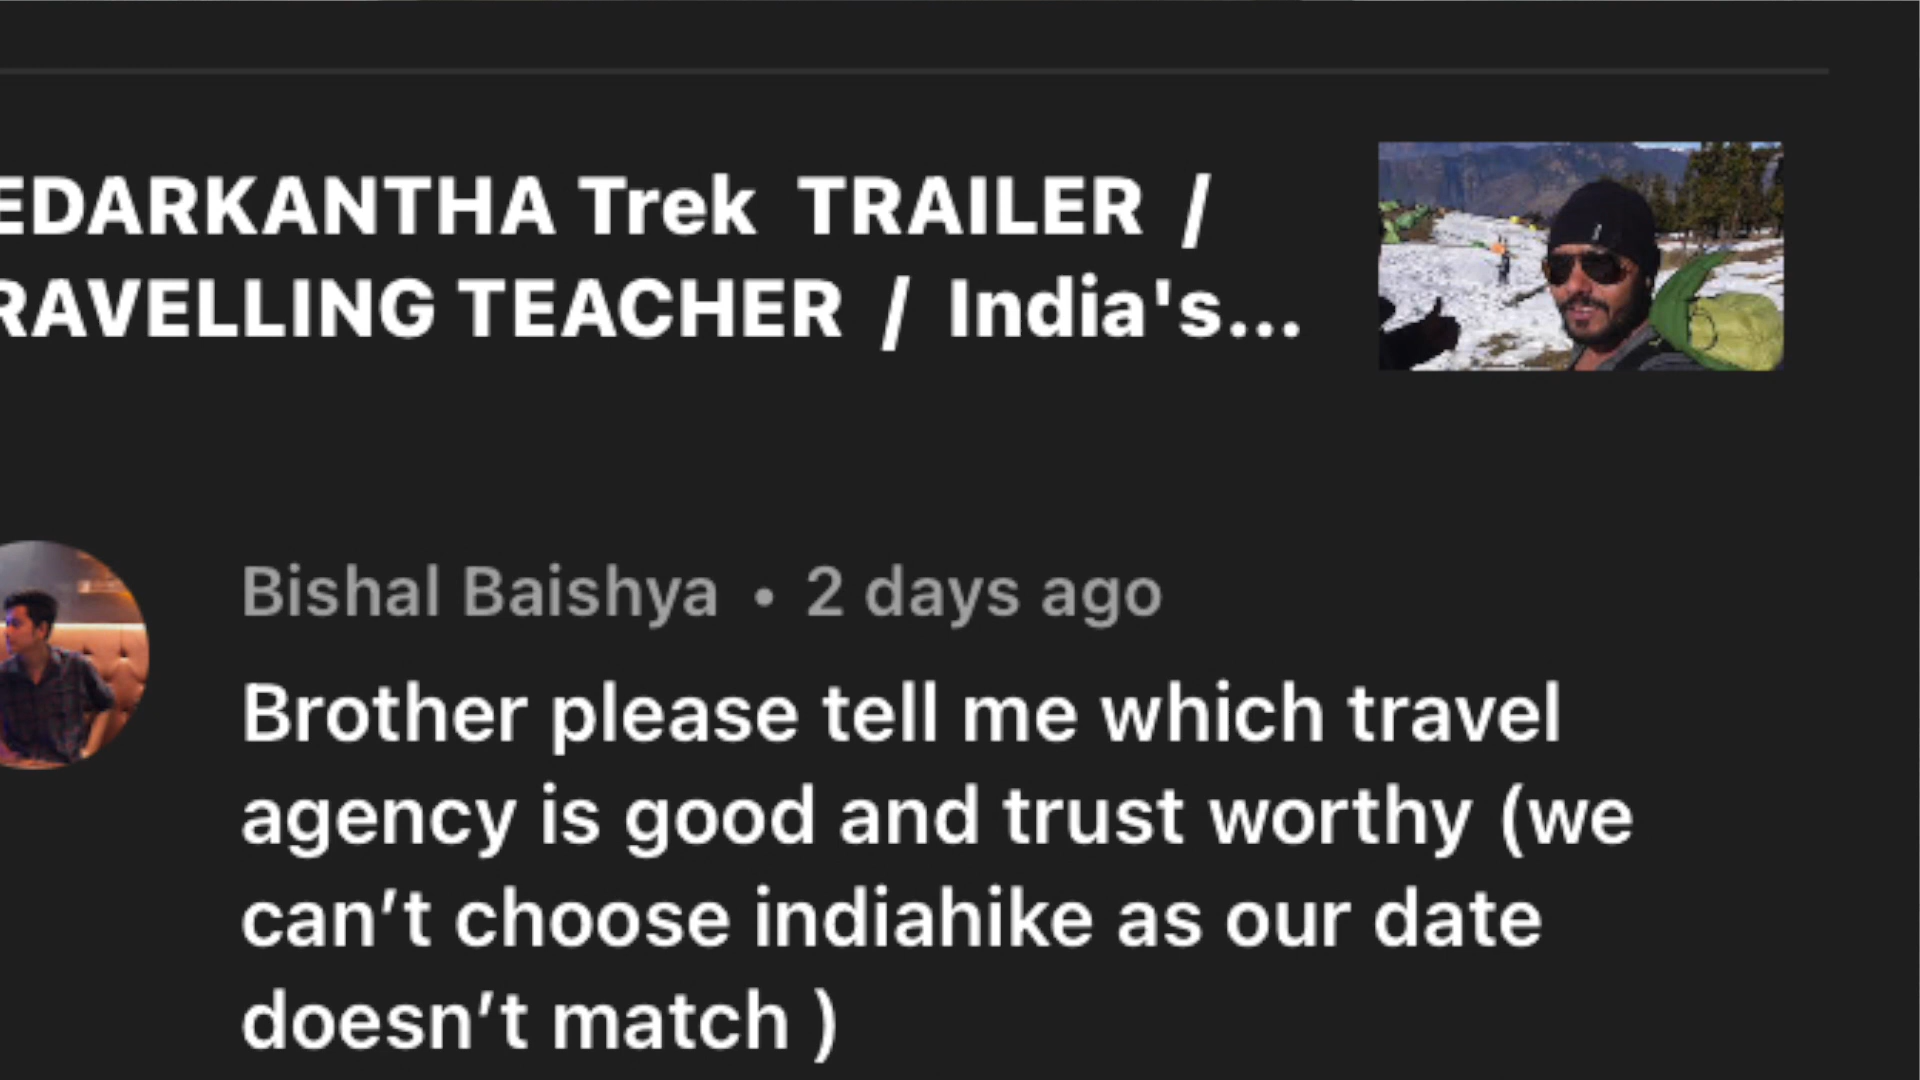 EDARKANTHA Trek TRAILER /
RAVELLING TEACHER / India's...
Bishal Baishya • 2 days ago
Brother please tell me which travel
agency is good and trust worthy (we
can’t choose indiahike as our date
doesn’t match )